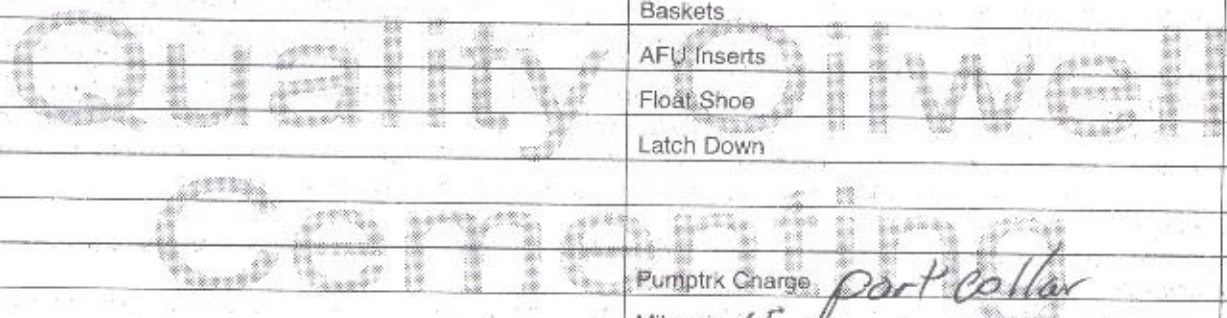 Baskets
AFU Inserts
Float Shoe
Latch Down
Quality Oilwell
Cementing
Pumptrk Charge port collar